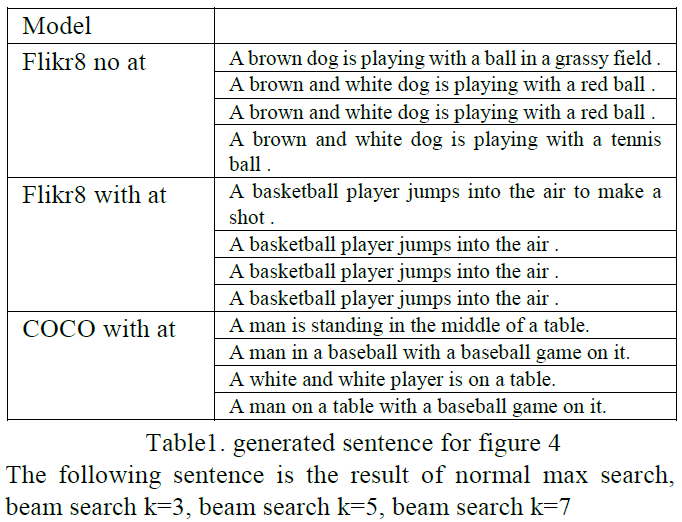 Model
Flikr8 no at
A brown dog is playing with a ball in a grassy field .
A brown and white dog is playing with a red ball .
A brown and white dog is playing with a red ball .
A brown and white dog is playing with a tennis
ball .
Flikr8 with at
A basketball player jumps into the air to make a
shot .
A basketball player jumps into the air .
A basketball player jumps into the air .
A basketball player jumps into the air .
COCO with at
A man is standing in the middle of a table.
A man in a baseball with a baseball game on it.
A white and white player is on a table.
A man on a table with a baseball game on it.
Table1. generated sentence for figure 4
The following sentence is the result of normal max search,
beam search k=3, beam search k=5, beam search k=7